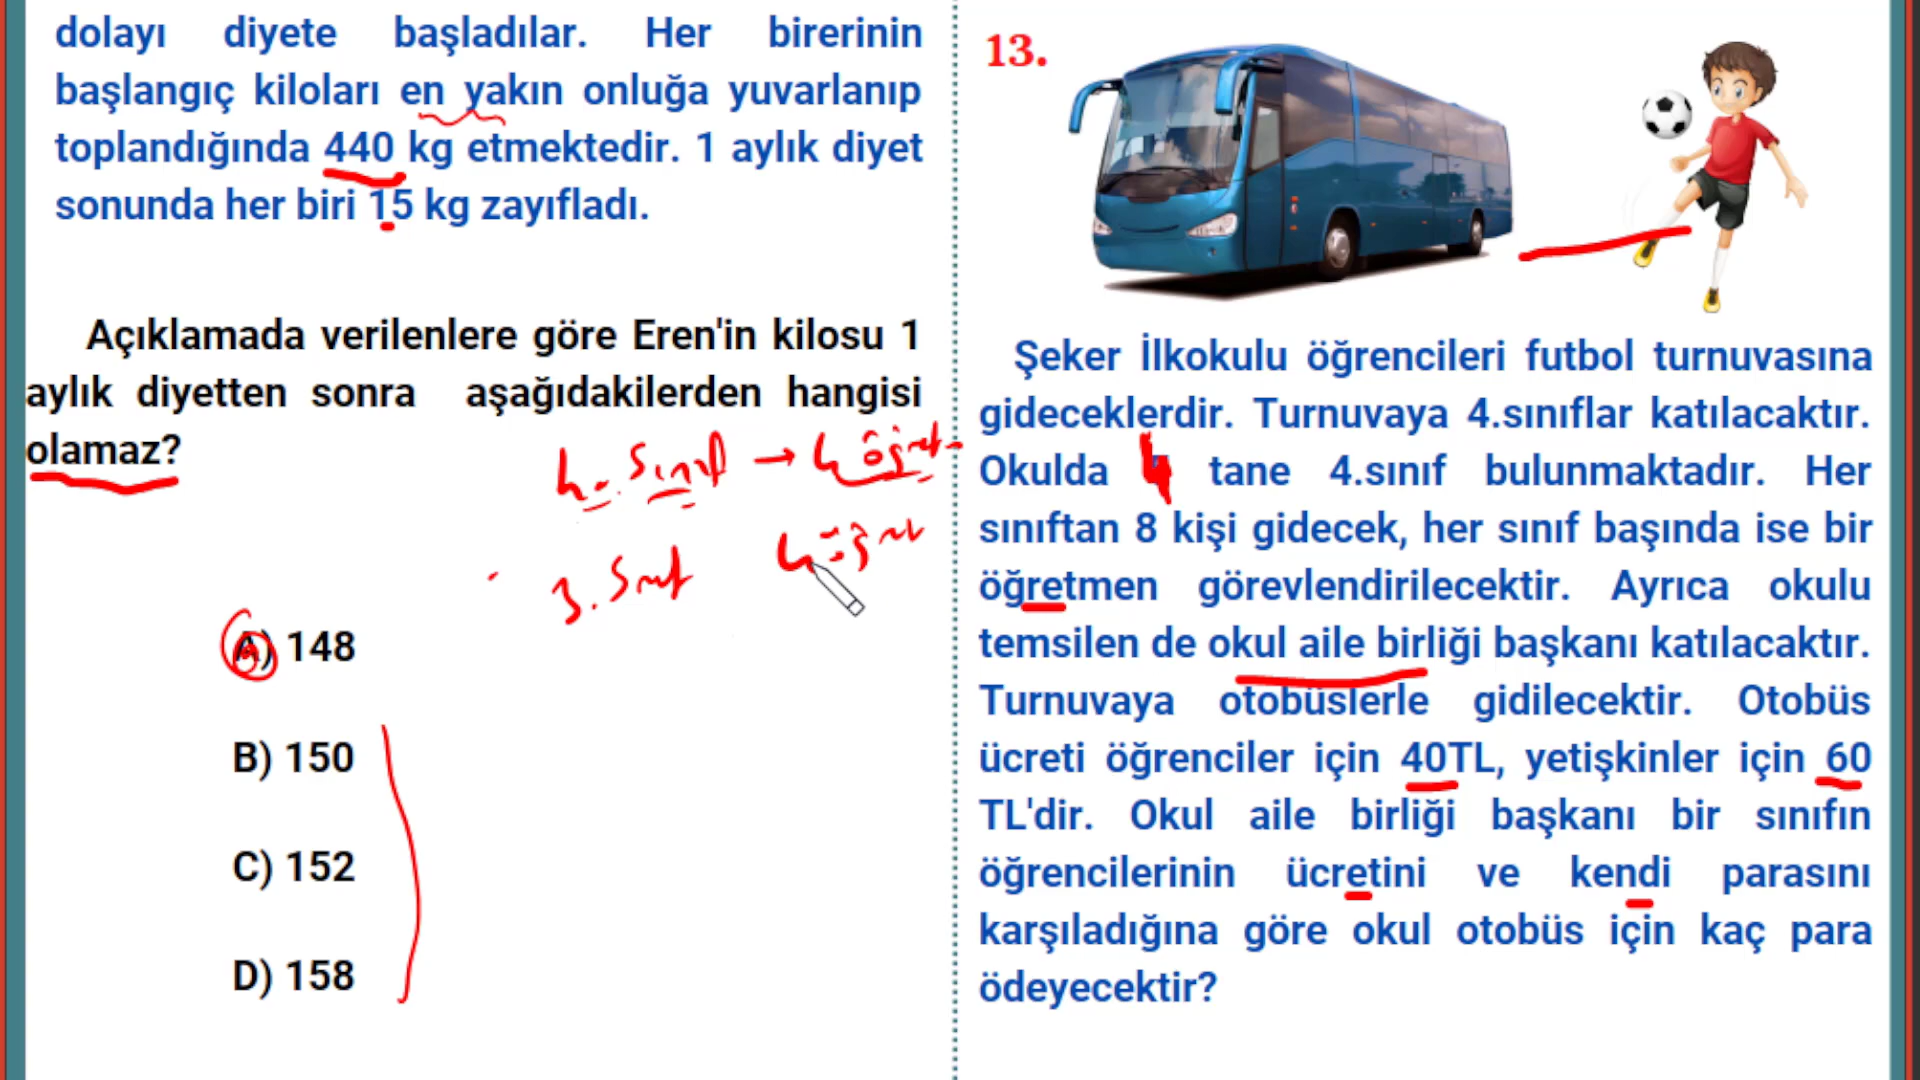 dolayı diyete başladılar. Her birerinin
başlangıç kiloları en yakın onluğa yuvarlanıp
toplandığında 440 kg etmektedir. 1 aylık diyet
sonunda her biri 15 kg zayıfladı.
Açıklamada verilenlere göre Eren'in kilosu 1
aylık diyetten sonra aşağıdakilerden hangisi
olamaz?
4. sınıf → 4 öğret
3. sınıf 4 öğret
A) 148
B) 150
C) 152
D) 158
13.
Şeker İlkokulu öğrencileri futbol turnuvasına
gideceklerdir. Turnuvaya 4.sınıflar katılacaktır.
Okulda 4 tane 4.sınıf bulunmaktadır. Her
sınıftan 8 kişi gidecek, her sınıf başında ise bir
öğretmen görevlendirilecektir. Ayrıca okulu
temsilen de okul aile birliği başkanı katılacaktır.
Turnuvaya otobüslerle gidilecektir. Otobüs
ücreti öğrenciler için 40TL, yetişkinler için 60
TL'dir. Okul aile birliği başkanı bir sınıfın
öğrencilerinin ücretini ve kendi parasını
karşıladığına göre okul otobüs için kaç para
ödeyecektir?